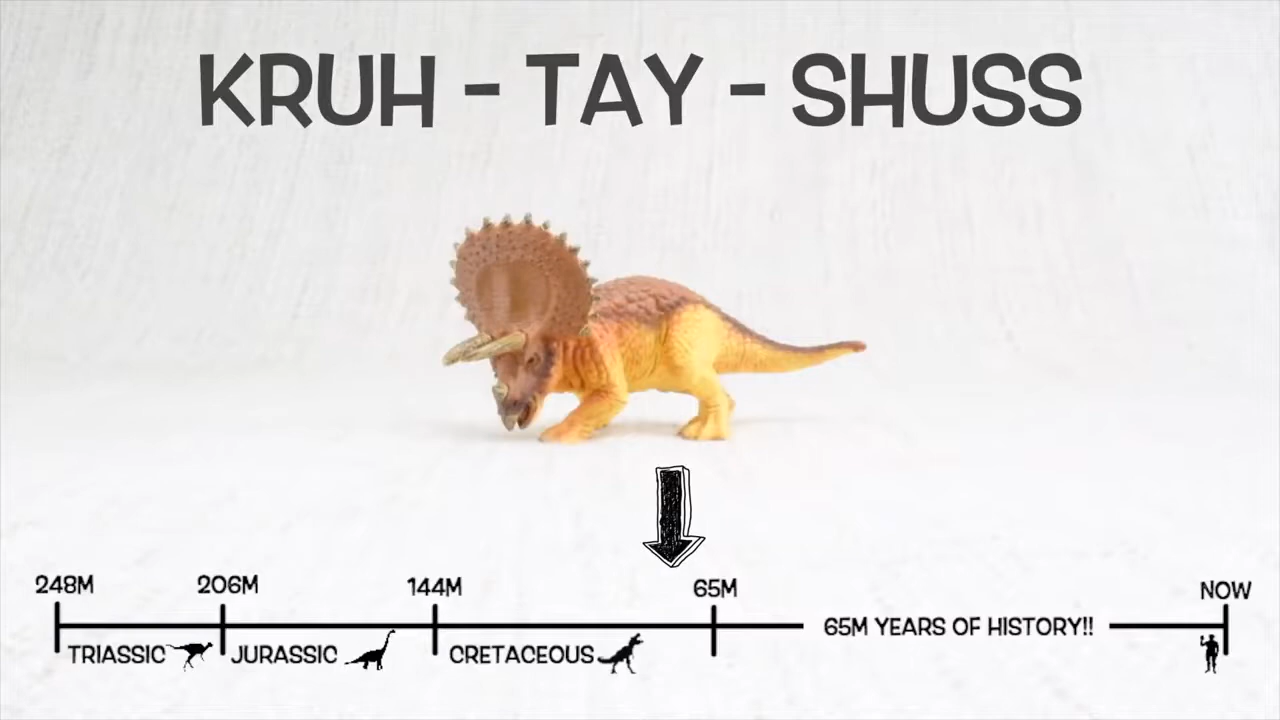 KRUH - TAY - SHUSS
248M 206M 144M 65M NOW
65M YEARS OF HISTORY!!
TRIASSIC JURASSIC CRETACEOUS